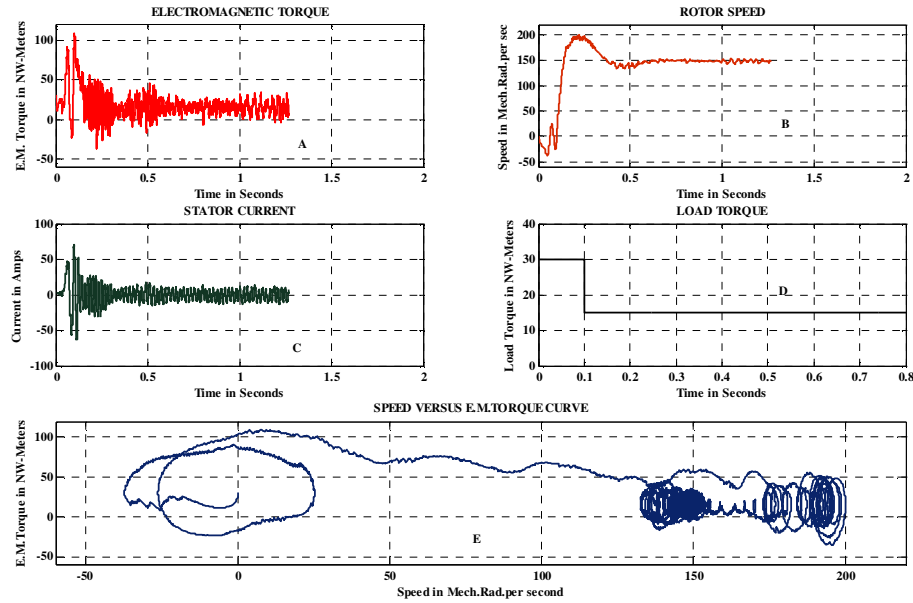 ELECTROMAGNETIC TORQUE
E.M. Torque in NW-Meters
100
50
0
-50
A
0 0.5 1 1.5 2
Time in Seconds
ROTOR SPEED
Speed in Mech.Rad.per sec
200
150
100
50
0
-50
B
0 0.5 1 1.5 2
Time in Seconds
STATOR CURRENT
Current in Amps
100
50
0
-50
-100
C
0 0.5 1 1.5 2
Time in Seconds
LOAD TORQUE
Load Torque in NW-Meters
40
30
20
10
0
D
0 0.1 0.2 0.3 0.4 0.5 0.6 0.7 0.8
Time in Seconds
SPEED VERSUS E.M.TORQUE CURVE
E.M.Torque in NW-Meters
100
50
0
-50
E
-50 0 50 100 150 200
Speed in Mech.Rad.per second